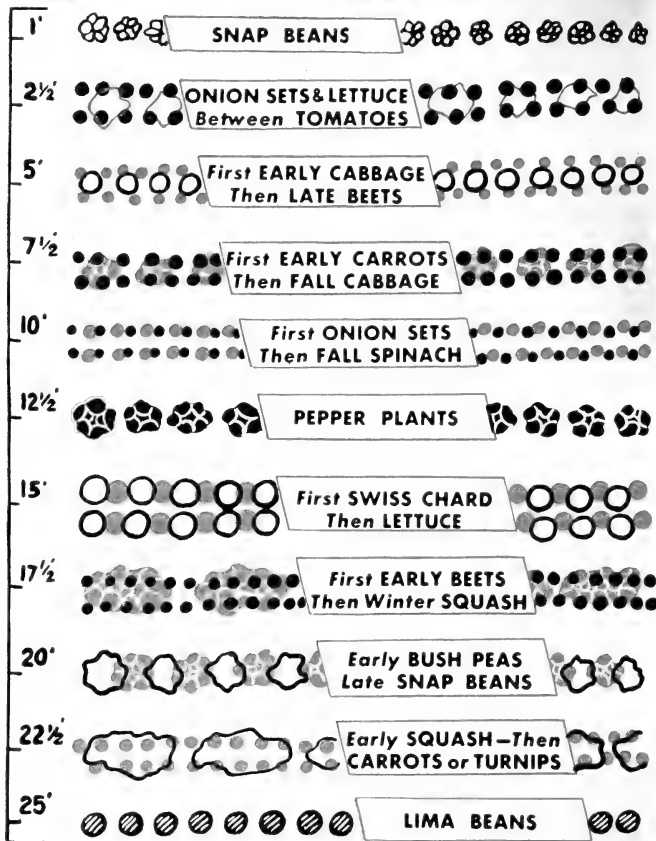 1'
SNAP BEANS
2½'
ONION SETS & LETTUCE
Between TOMATOES
5'
First EARLY CABBAGE
Then LATE BEETS
7½'
First EARLY CARROTS
Then FALL CABBAGE
10'
First ONION SETS
Then FALL SPINACH
12½'
PEPPER PLANTS
15'
First SWISS CHARD
Then LETTUCE
17½'
First EARLY BEETS
Then Winter SQUASH
20'
Early BUSH PEAS
Late SNAP BEANS
22½'
Early SQUASH—Then
CARROTS or TURNIPS
25'
LIMA BEANS